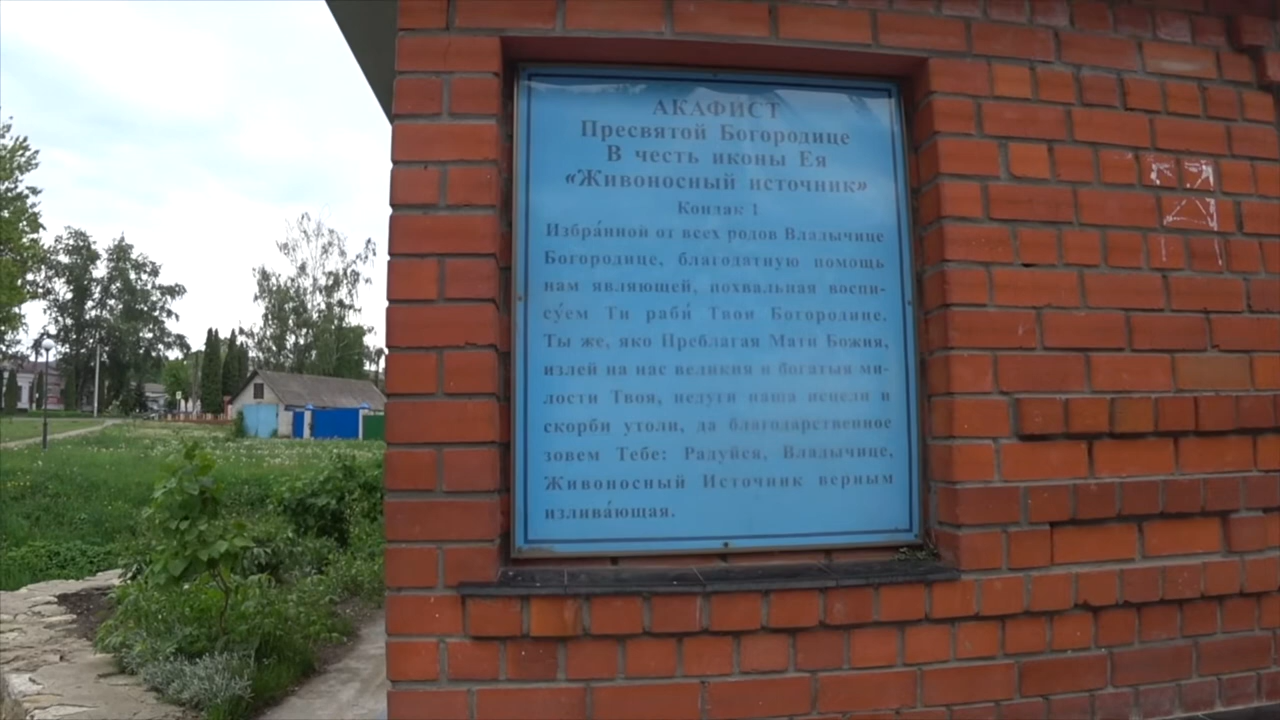 АКАФИСТ
Пресвятой Богородице
В честь иконы Ея
«Живоносный источник»
Кондак 1
Избра́нной от всех родов Владычице
Богородице, благодатную помощь
нам являющей, похвальная воспи-
су́ем Ти раби́ Твои Богородице.
Ты же, яко Преблагая Мати Божия,
излей на нас великия и богатыя ми-
лости Твоя, недуги наша исцели и
скорби утоли, да благодарственное
зовем Тебе: Радуйся, Владычице,
Живоносный Источник верным
излива́ющая.